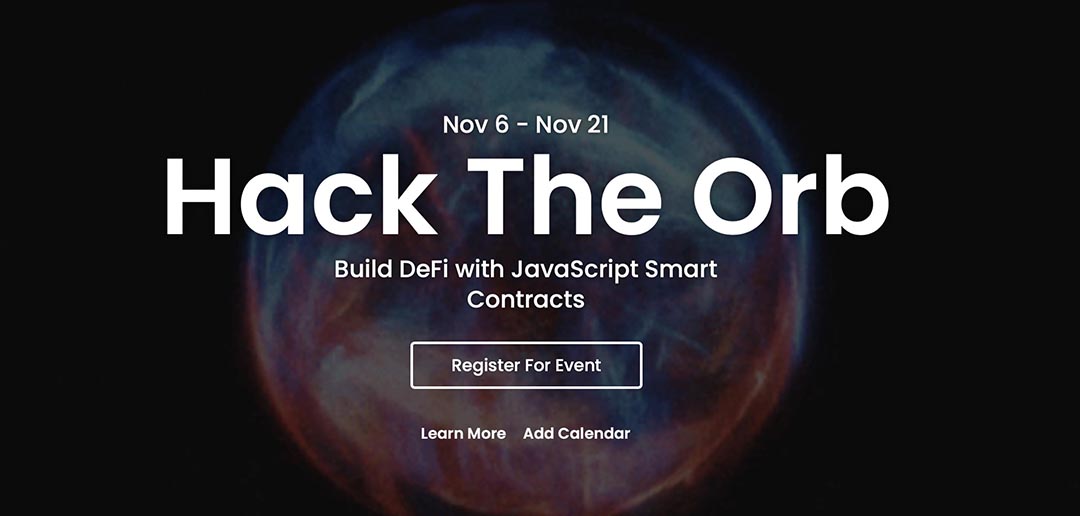 Nov 6 - Nov 21
Hack The Orb
Build DeFi with JavaScript Smart
Contracts
Register For Event
Learn More Add Calendar